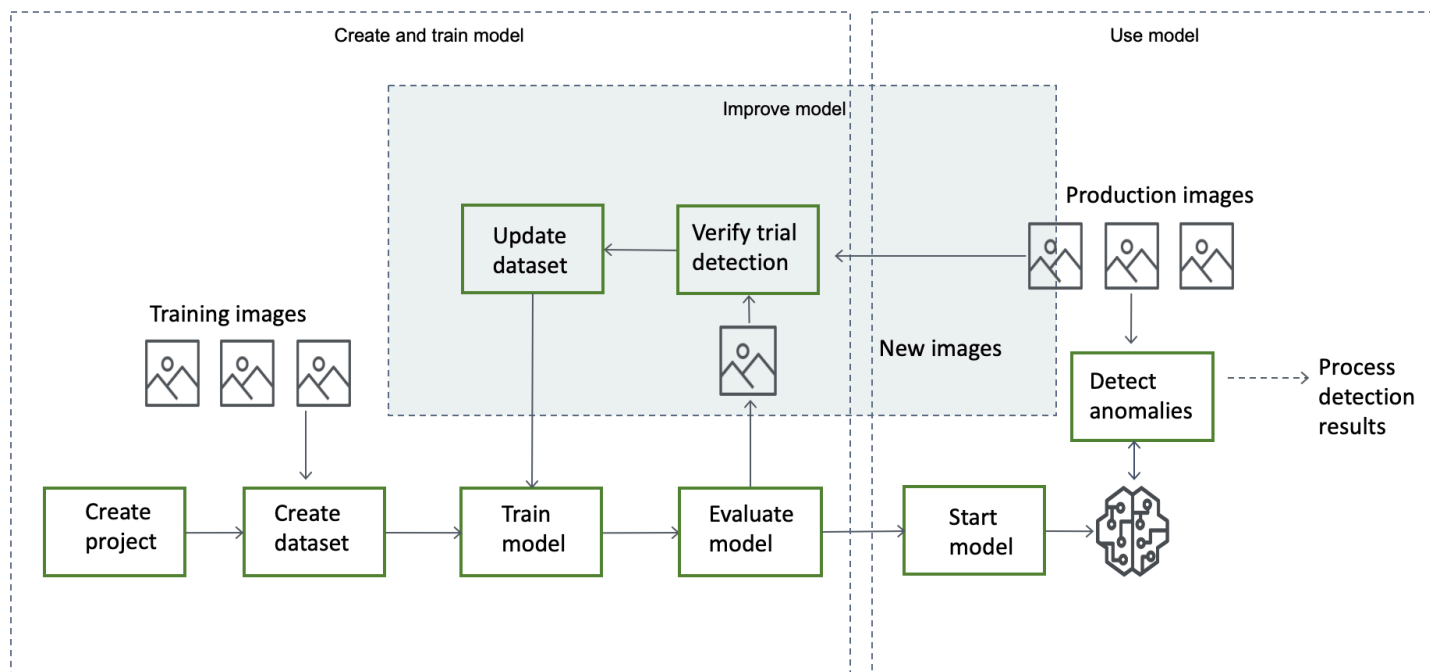 Create and train model
Use model
Improve model
Production images
Update
dataset
Verify trial
detection
Training images
New images
Detect
anomalies
Process
detection
results
Create
project
Create
dataset
Train
model
Evaluate
model
Start
model